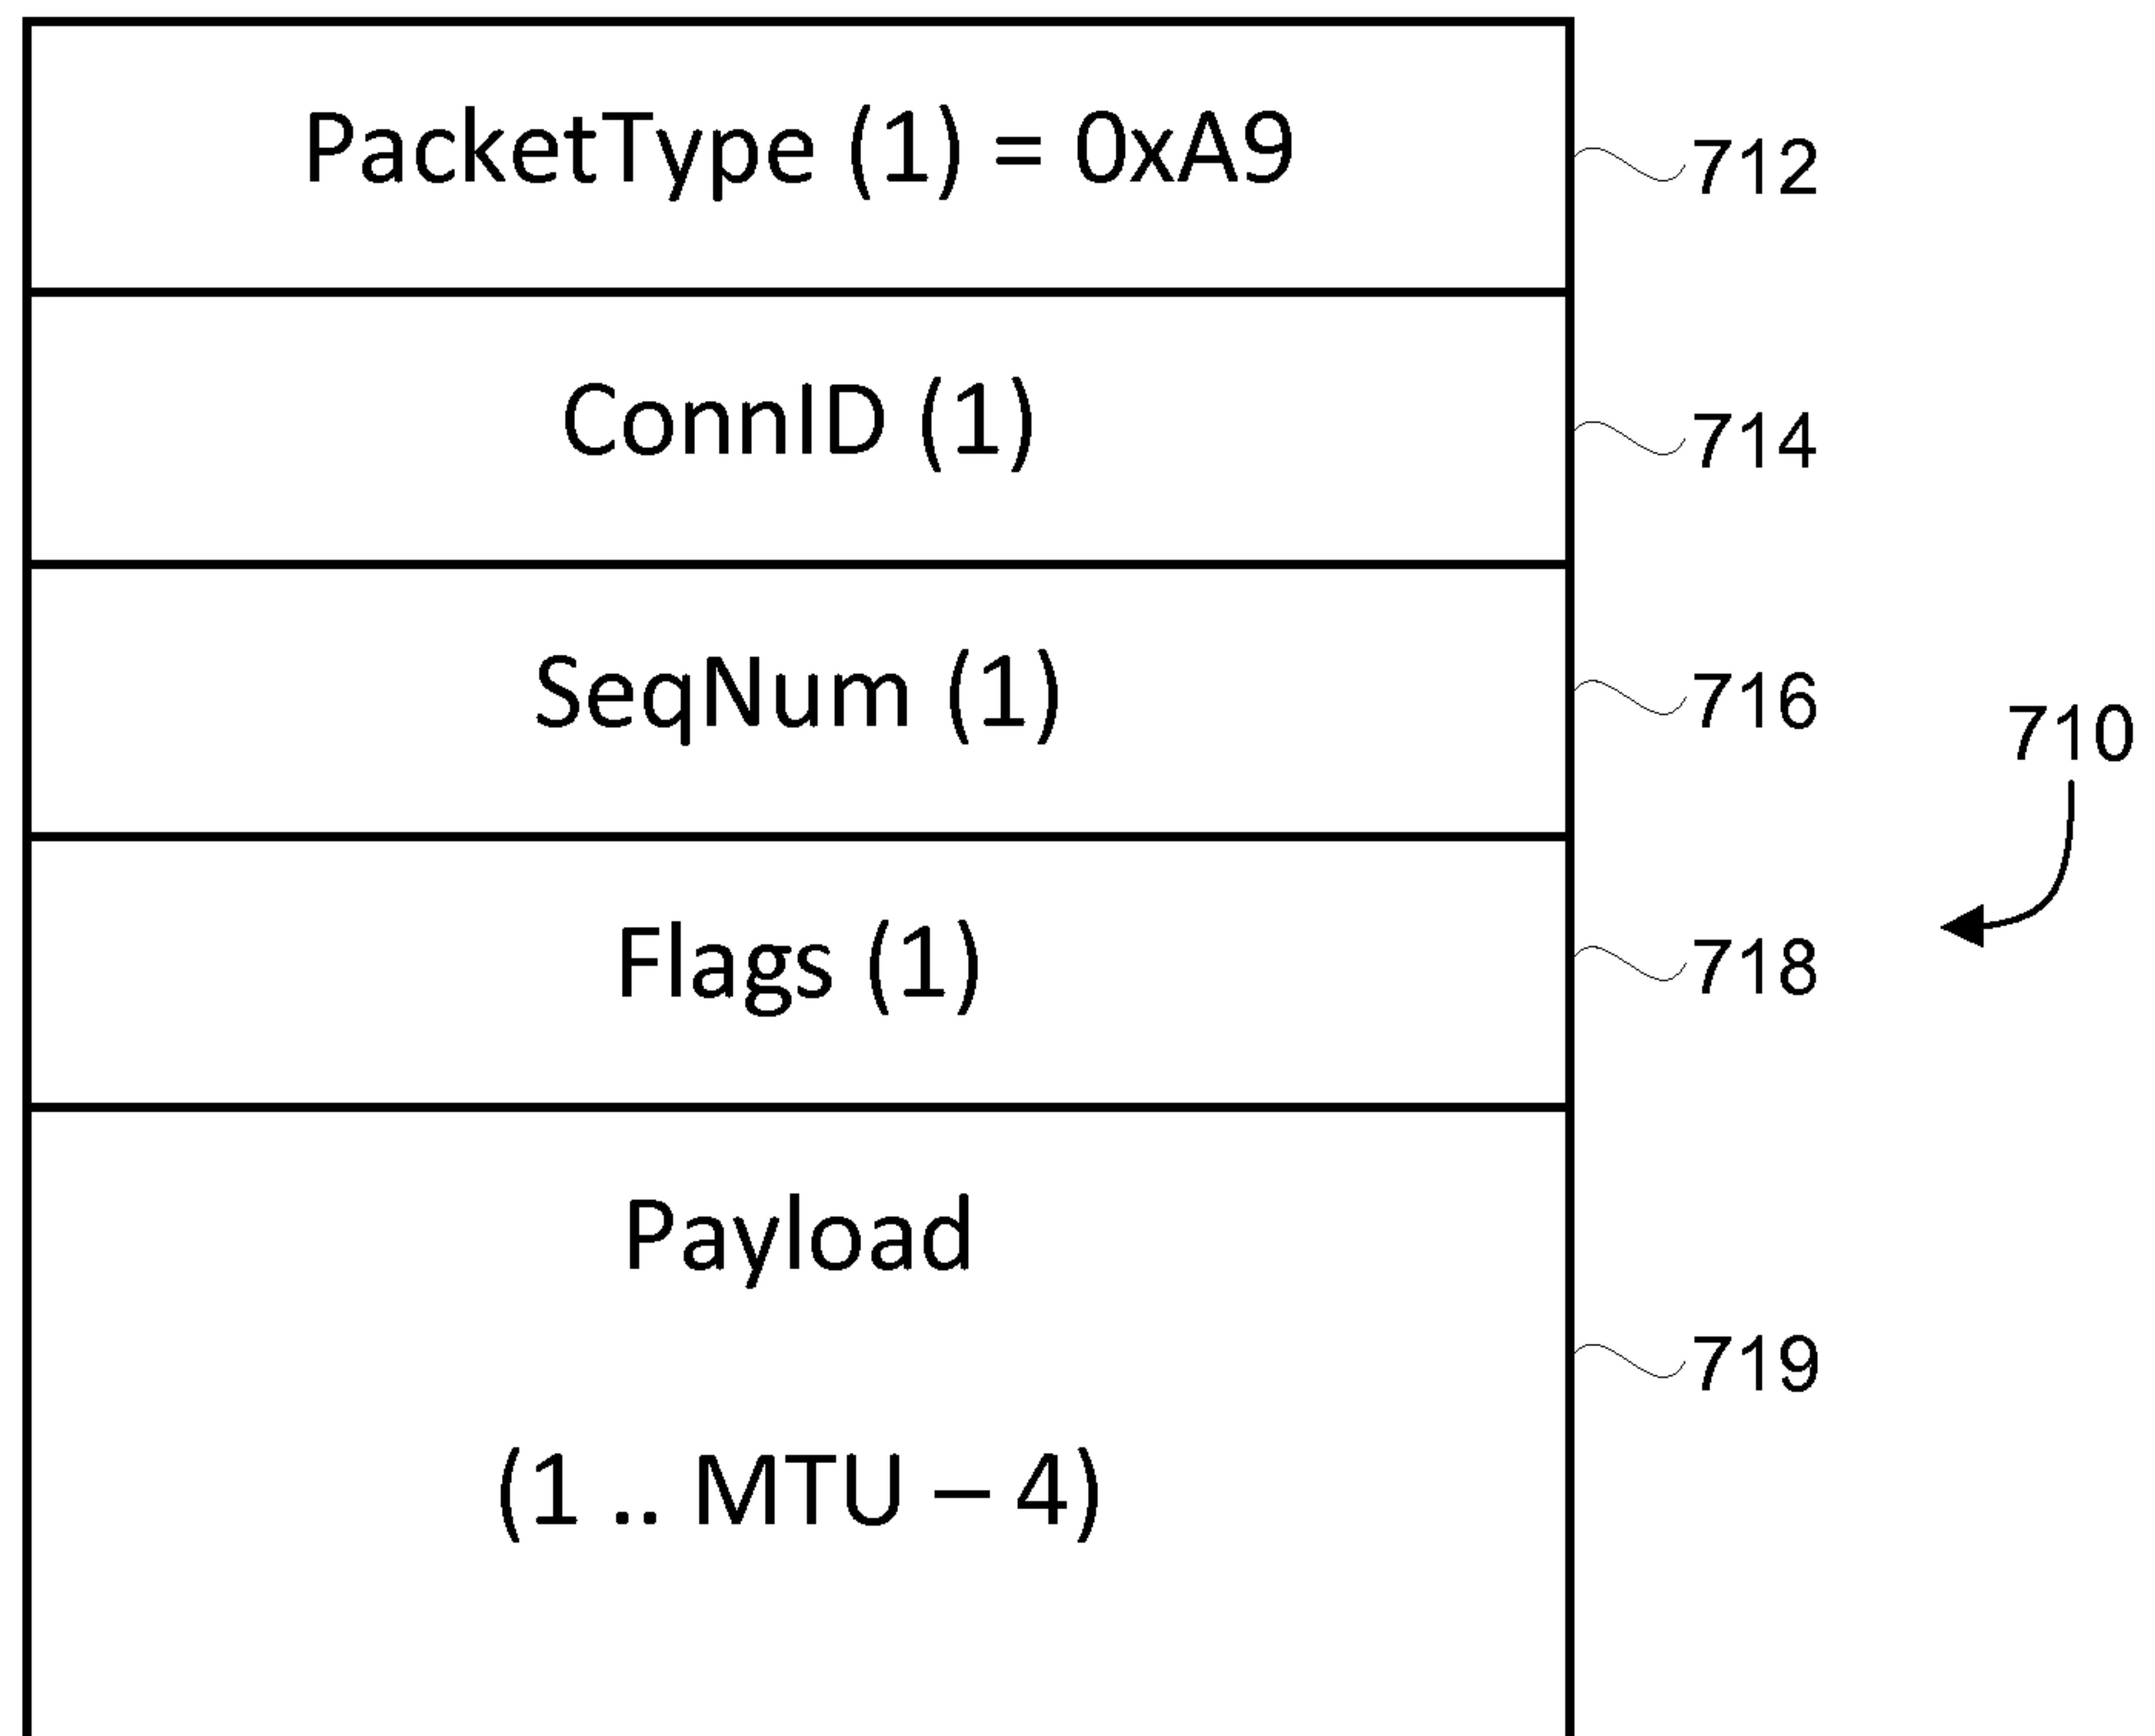 PacketType (1) = 0xA9
712
ConnID (1)
714
SeqNum (1)
716
710
Flags (1)
718
Payload
719
(1 .. MTU – 4)